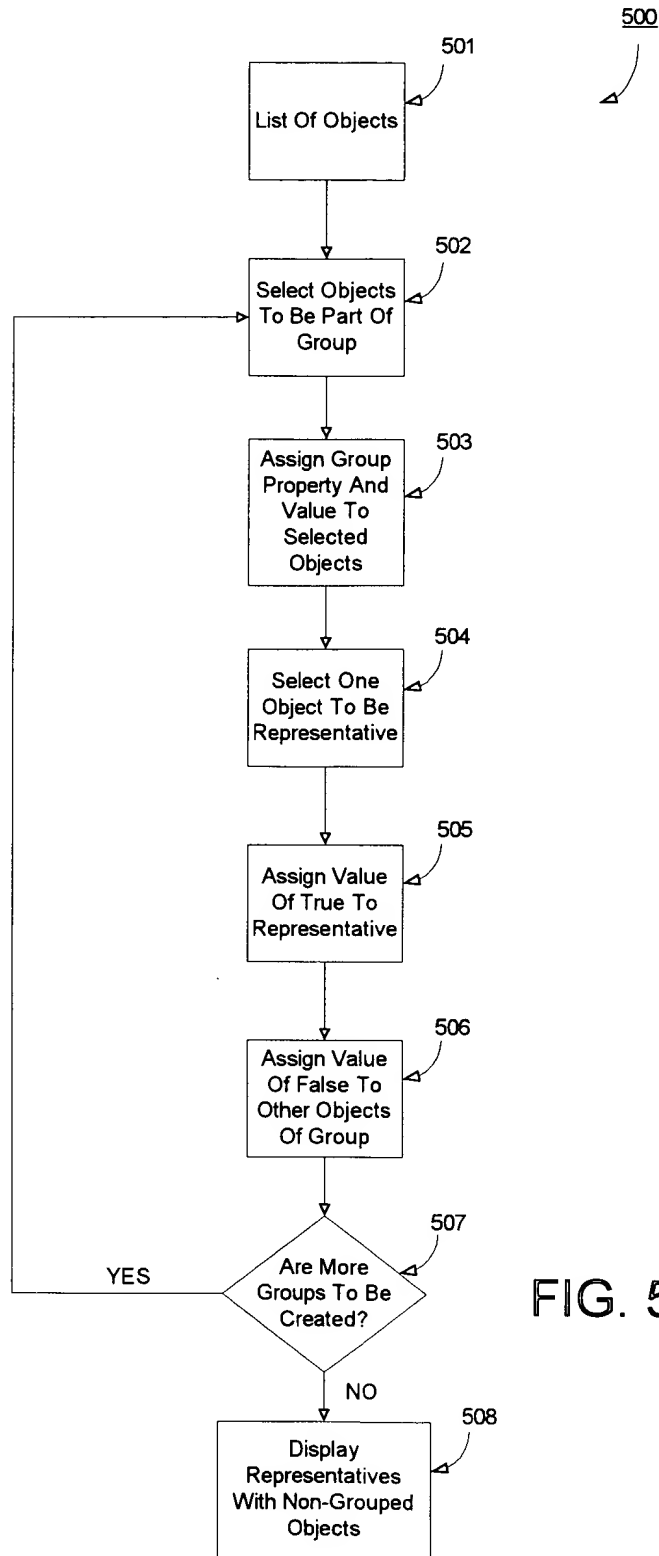 500
501
List Of Objects
502
Select Objects
To Be Part Of
Group
503
Assign Group
Property And
Value To
Selected
Objects
504
Select One
Object To Be
Representative
505
Assign Value
Of True To
Representative
506
Assign Value
Of False To
Other Objects
Of Group
507
Are More
Groups To Be
Created?
YES
FIG. 5
NO
508
Display
Representatives
With Non-Grouped
Objects